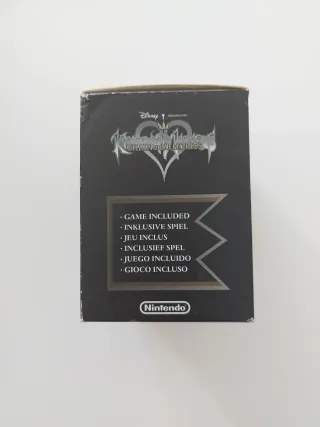 Disney
KINGDOM HEARTS
CHAIN OF MEMORIES
· GAME INCLUDED
· INKLUSIVE SPIEL
· JEU INCLUS
· INCLUSIEF SPEL
· JUEGO INCLUIDO
· GIOCO INCLUSO
Nintendo